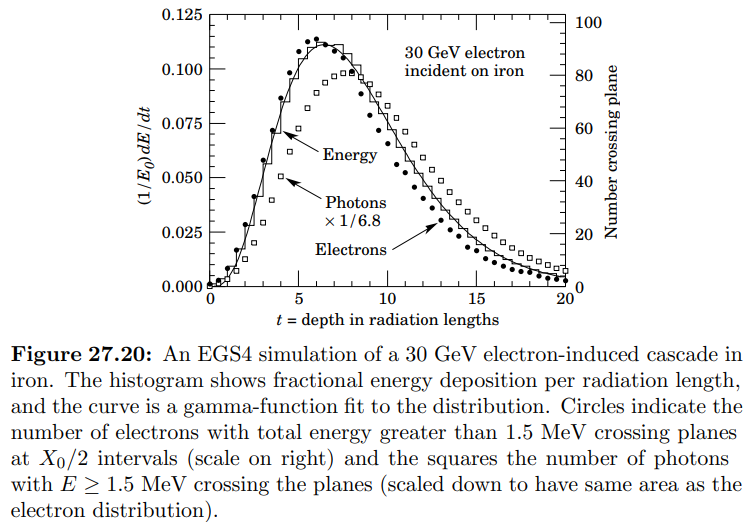 0.125
0.100
0.075
0.050
0.025
0.000
(1/E₀) dE/dt
30 GeV electron
incident on iron
Energy
Photons
× 1/6.8
Electrons
100
80
60
40
20
0
Number crossing plane
0 5 10 15 20
t = depth in radiation lengths
Figure 27.20: An EGS4 simulation of a 30 GeV electron-induced cascade in
iron. The histogram shows fractional energy deposition per radiation length,
and the curve is a gamma-function fit to the distribution. Circles indicate the
number of electrons with total energy greater than 1.5 MeV crossing planes
at X₀/2 intervals (scale on right) and the squares the number of photons
with E ≥ 1.5 MeV crossing the planes (scaled down to have same area as the
electron distribution).